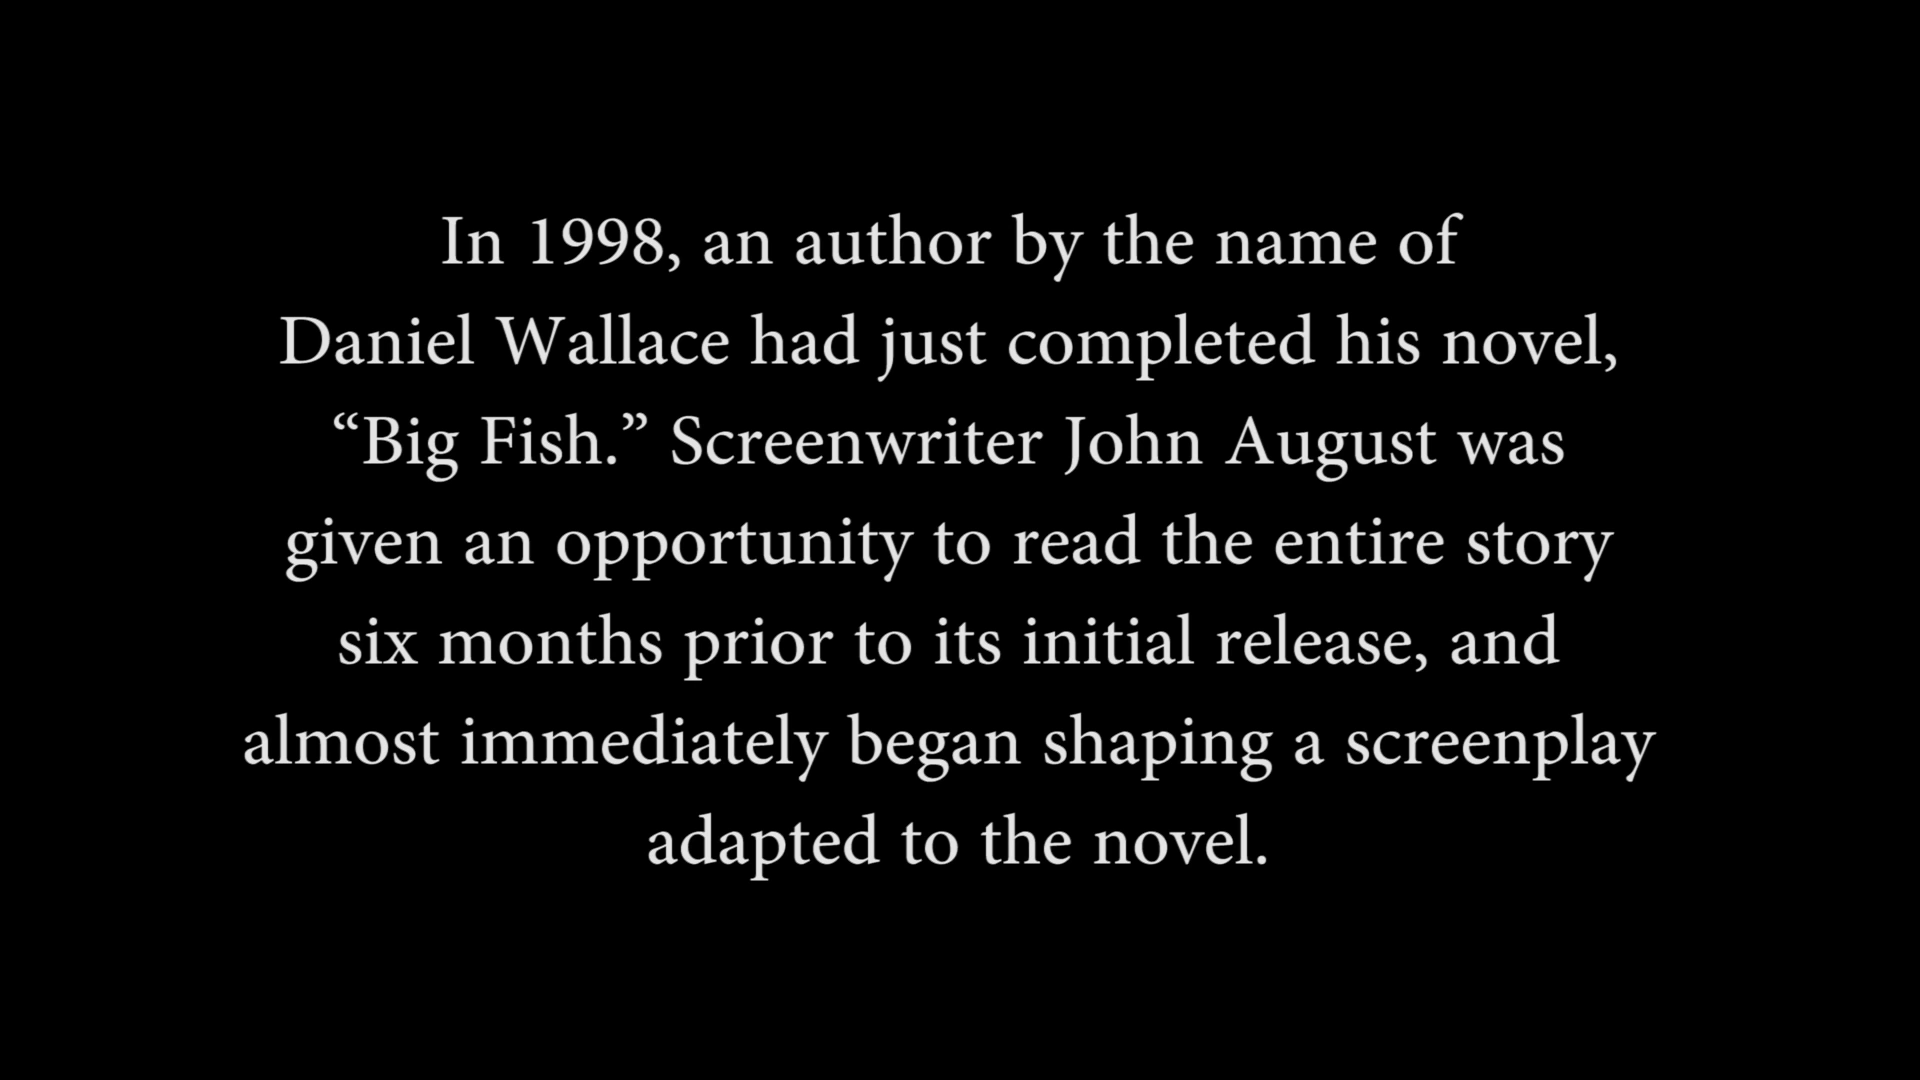 In 1998, an author by the name of
Daniel Wallace had just completed his novel,
“Big Fish.” Screenwriter John August was
given an opportunity to read the entire story
six months prior to its initial release, and
almost immediately began shaping a screenplay
adapted to the novel.